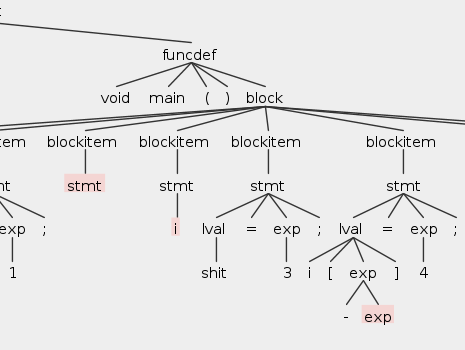 t
funcdef
void main ( ) block
tem blockitem blockitem blockitem blockitem
nt stmt stmt stmt stmt
exp ; i lval = exp ; lval = exp ;
1 shit 3 i [ exp ] 4
- exp